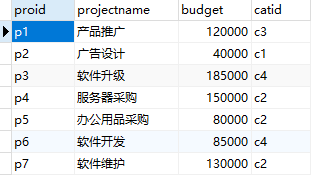 proid projectname budget catid
p1 产品推广 120000 c3
p2 广告设计 40000 c1
p3 软件升级 185000 c4
p4 服务器采购 150000 c2
p5 办公用品采购 80000 c2
p6 软件开发 85000 c4
p7 软件维护 130000 c2